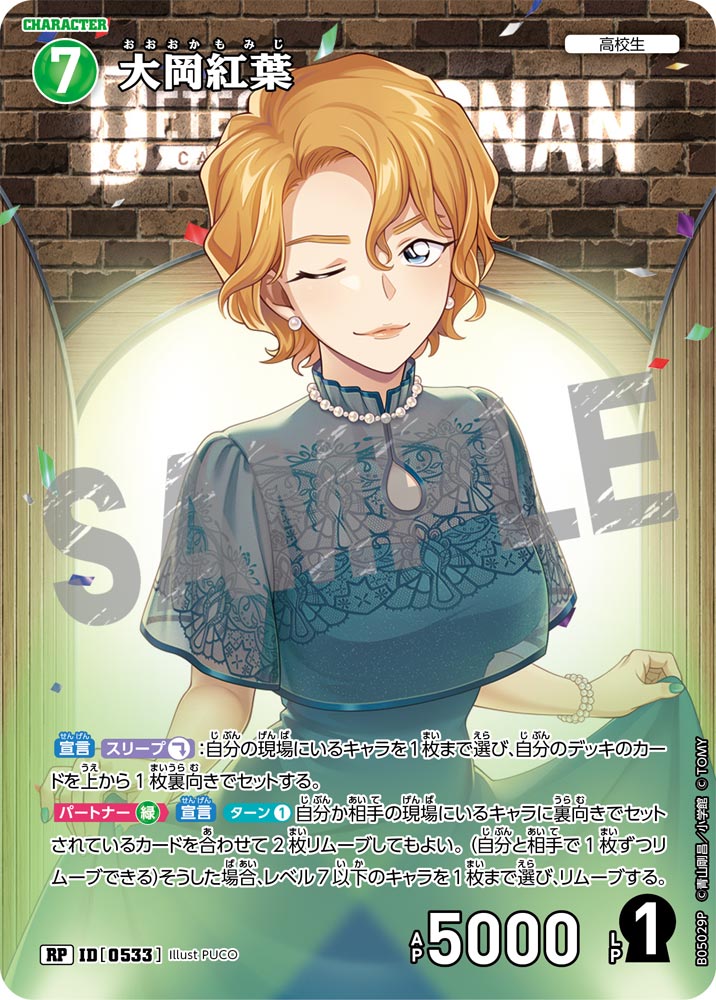 CHARACTER
7
おおおかもみじ
大岡紅葉
高校生
SAMPLE
宣言 スリープ :自分の現場にいるキャラを1枚まで選び、自分のデッキのカー
ドを上から1枚裏向きでセットする。
パートナー 緑 宣言 ターン1 自分か相手の現場にいるキャラに裏向きでセット
されているカードを合わせて2枚リムーブしてもよい。(自分と相手で1枚ずつリ
ムーブできる)そうした場合、レベル7以下のキャラを1枚まで選び、リムーブする。
AP 5000
LP 1
RP ID[0533] Illust PUCO
B05029P ©青山剛昌/小学館 ©TOMY